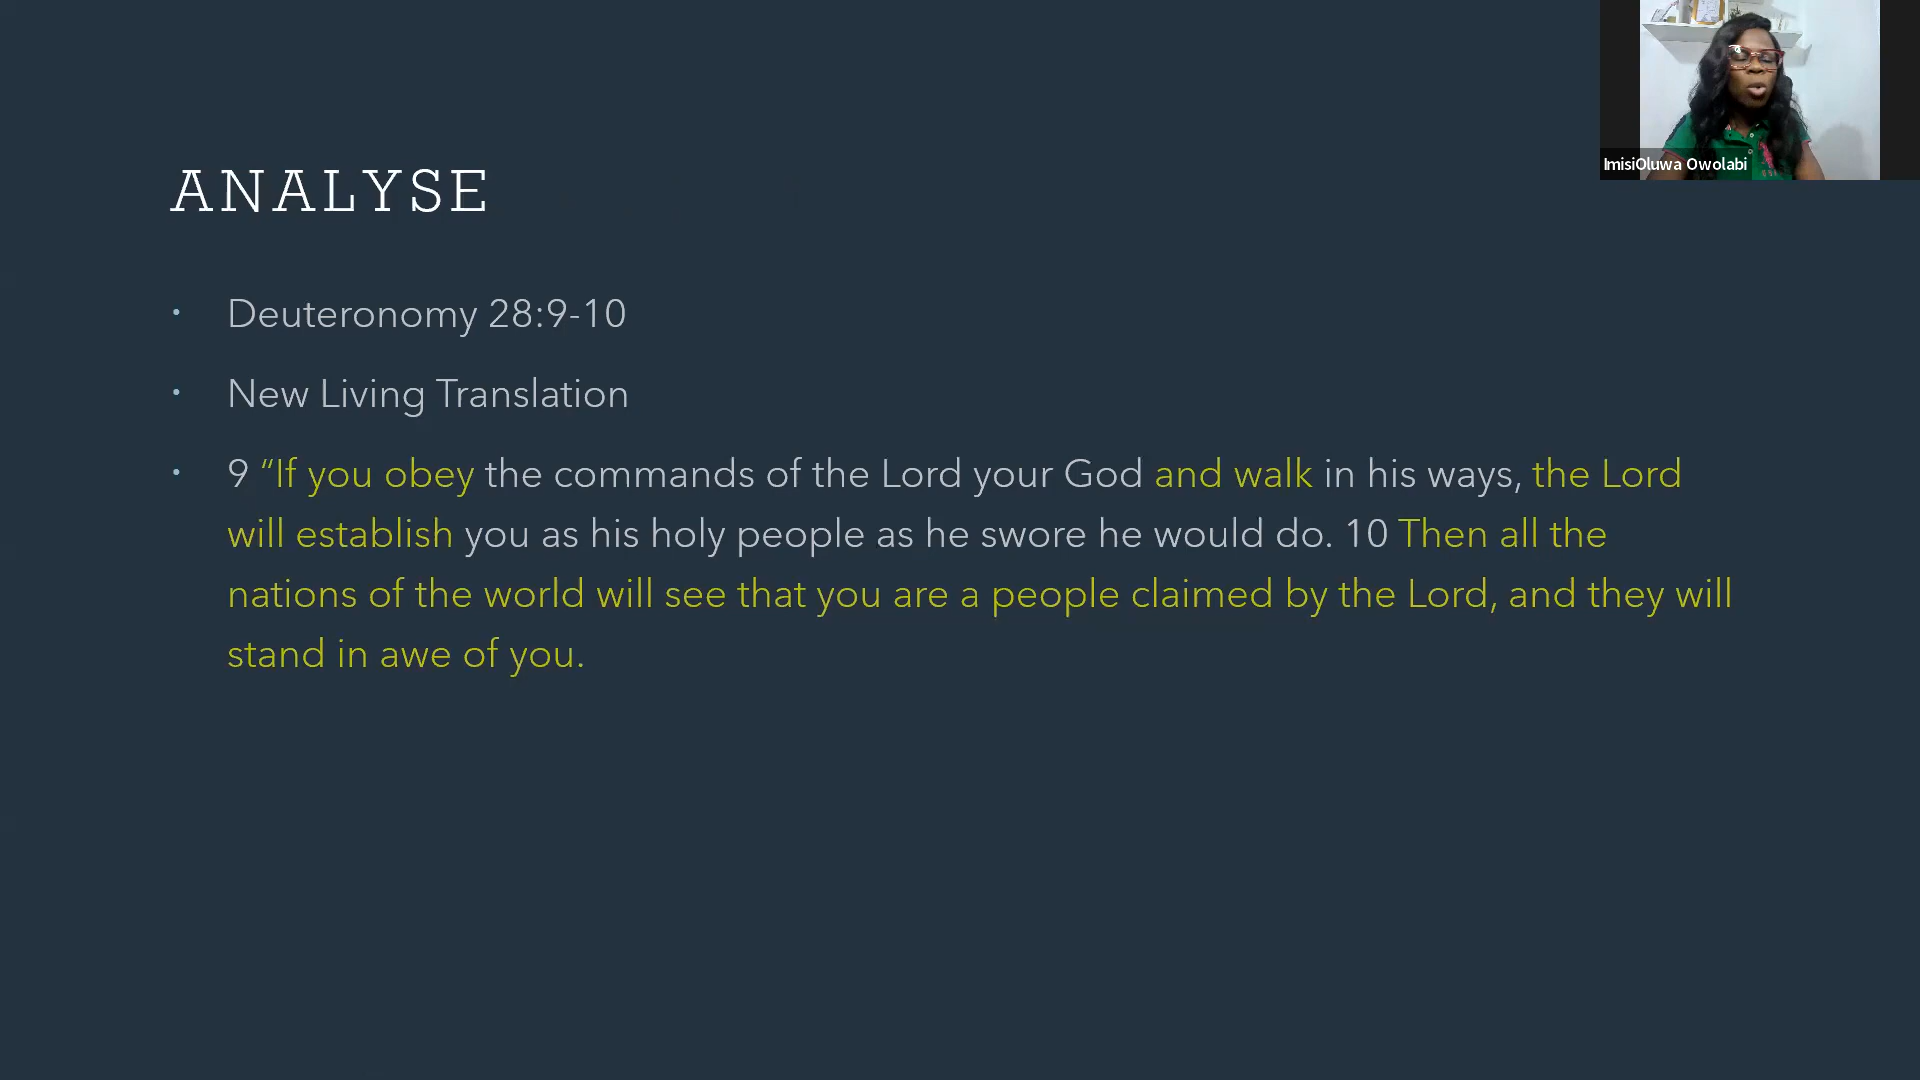 ImisiOluwa Owolabi
ANALYSE
• Deuteronomy 28:9-10
• New Living Translation
• 9 “If you obey the commands of the Lord your God and walk in his ways, the Lord
will establish you as his holy people as he swore he would do. 10 Then all the
nations of the world will see that you are a people claimed by the Lord, and they will
stand in awe of you.